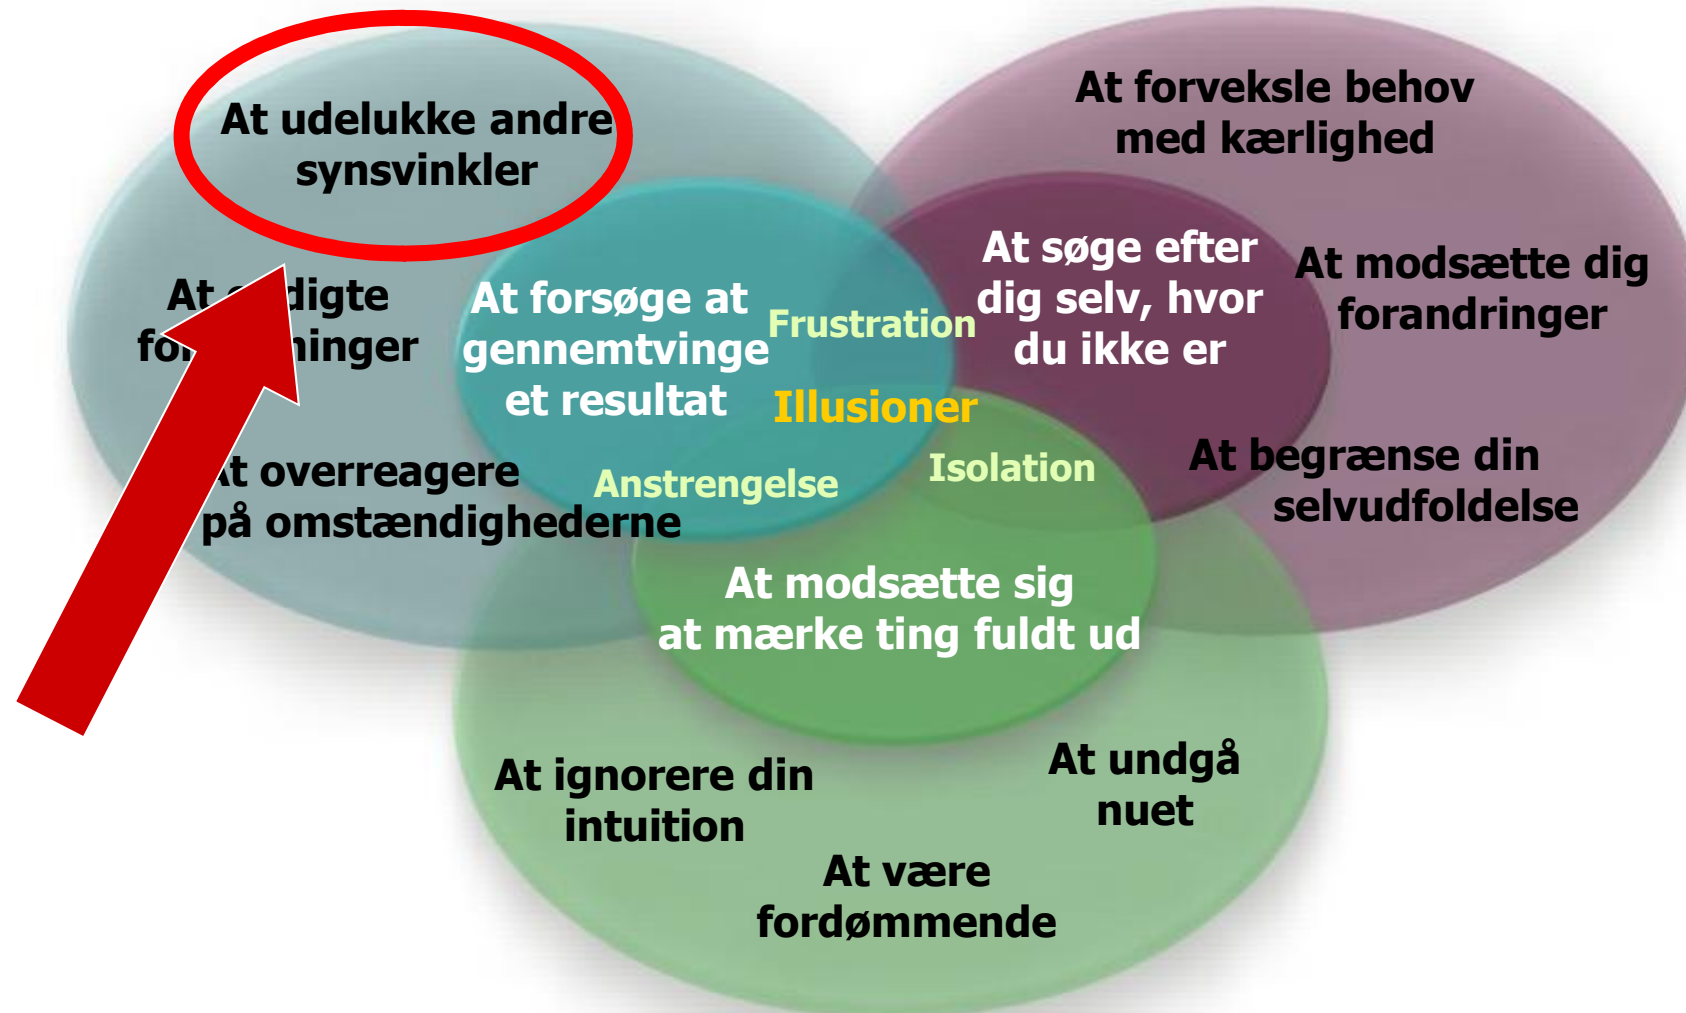 At udelukke andre
synsvinkler
At forveksle behov
med kærlighed
At søge efter
dig selv, hvor
du ikke er
At modsætte dig
forandringer
At forsøge at
gennemtvinge
et resultat
Frustration
Illusioner
Isolation
Anstrengelse
At overreagere
på omstændighederne
At begrænse din
selvudfoldelse
At modsætte sig
at mærke ting fuldt ud
At ignorere din
intuition
At undgå
nuet
At være
fordømmende